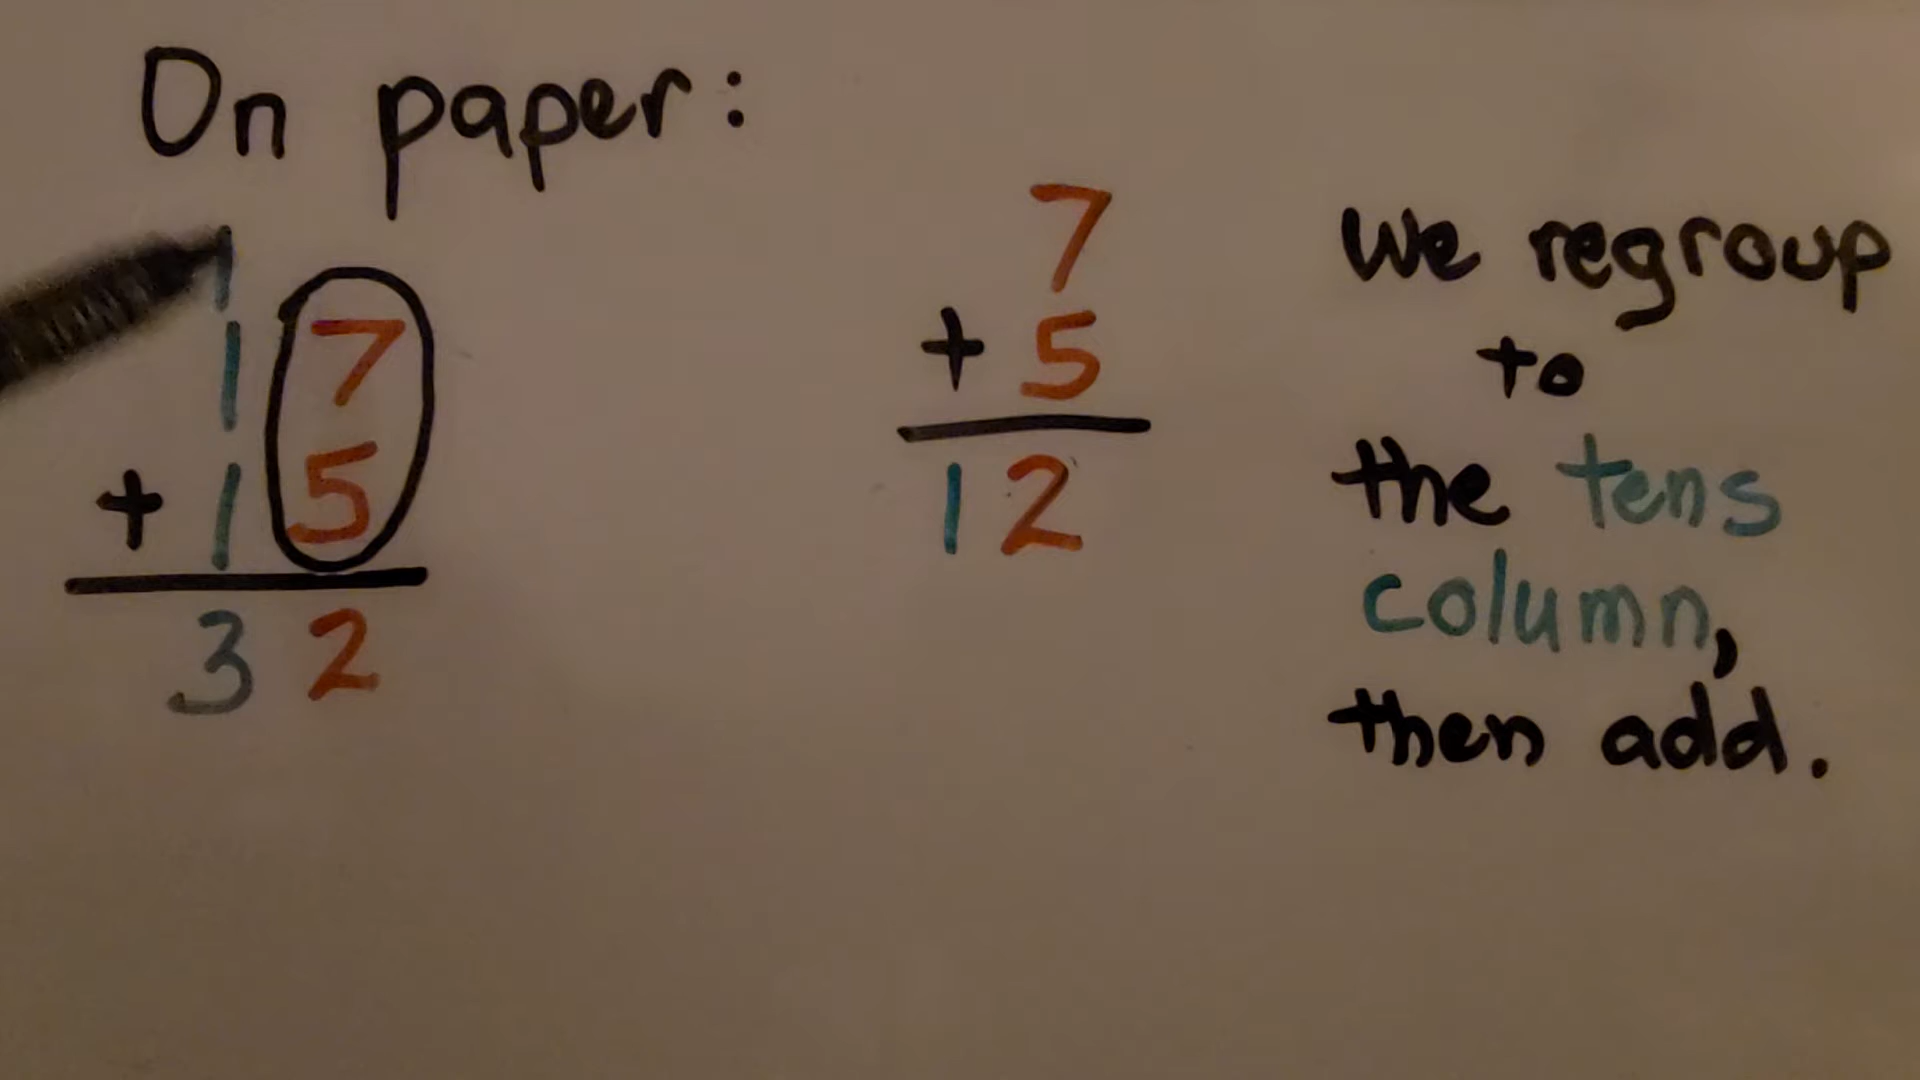 On paper:
1
17
+ 15
32
7
+ 5
12
We regroup
to
the tens
column,
then add.